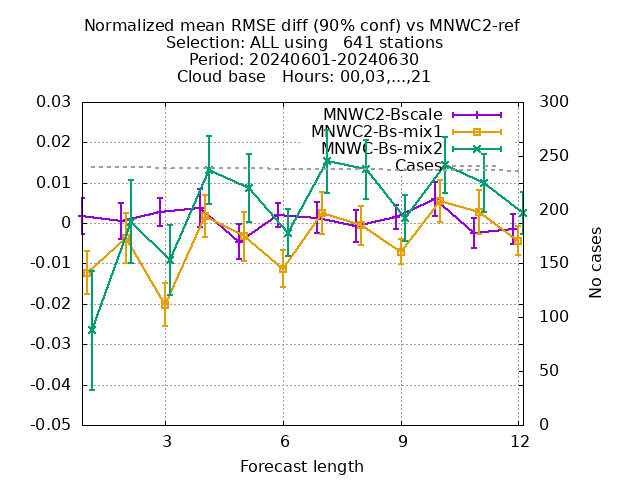 Normalized mean RMSE diff (90% conf) vs MNWC2-ref
Selection: ALL using   641 stations
Period: 20240601-20240630
Cloud base   Hours: 00,03,...,21
MNWC2-Bscale
MNWC2-Bs-mix1
MNWC-Bs-mix2
Cases
0.03
0.02
0.01
0
-0.01
-0.02
-0.03
-0.04
-0.05
300
250
200
150
100
50
0
No cases
3
6
9
12
Forecast length